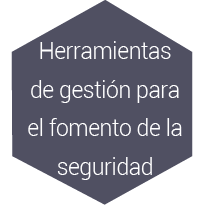 Herramientas
de gestión para
el fomento de la
seguridad